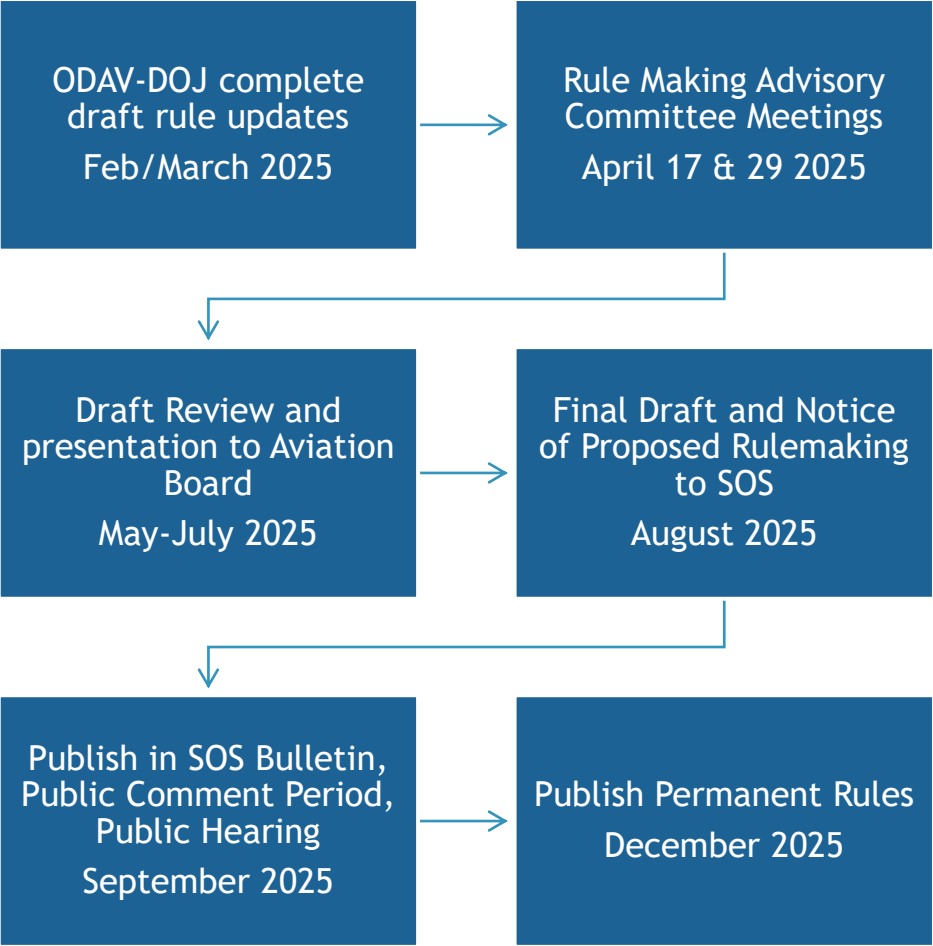 ODAV-DOJ complete
draft rule updates
Feb/March 2025
Rule Making Advisory
Committee Meetings
April 17 & 29 2025
Draft Review and
presentation to Aviation
Board
May-July 2025
Final Draft and Notice
of Proposed Rulemaking
to SOS
August 2025
Publish in SOS Bulletin,
Public Comment Period,
Public Hearing
September 2025
Publish Permanent Rules
December 2025